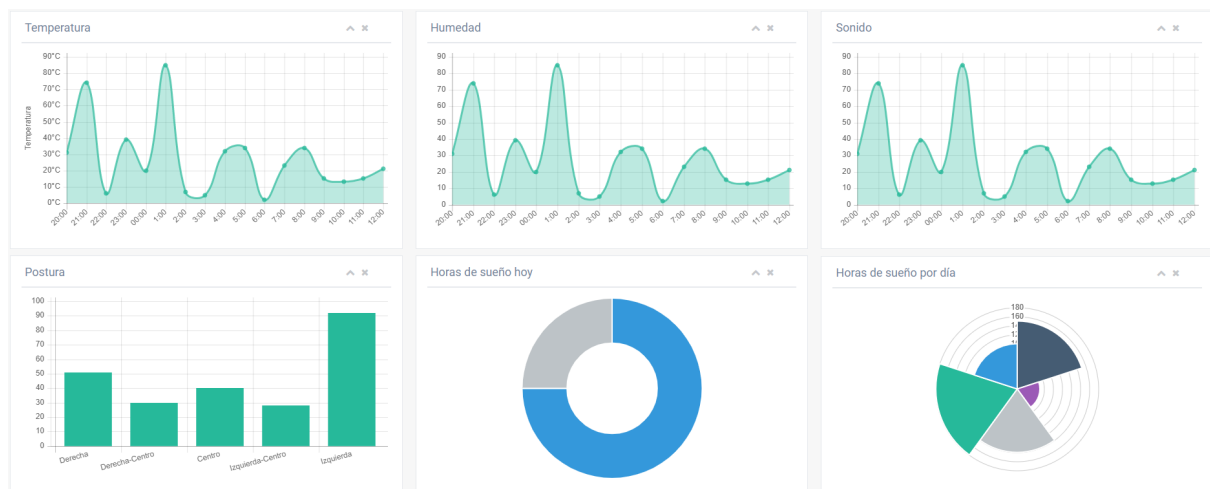 Temperatura
90°C
80°C
70°C
60°C
50°C
40°C
30°C
20°C
10°C
0°C
Temperatura
20:00 21:00 22:00 23:00 00:00 1:00 2:00 3:00 4:00 5:00 6:00 7:00 8:00 9:00 10:00 11:00 12:00
Humedad
90
80
70
60
50
40
30
20
10
0
20:00 21:00 22:00 23:00 00:00 1:00 2:00 3:00 4:00 5:00 6:00 7:00 8:00 9:00 10:00 11:00 12:00
Sonido
90
80
70
60
50
40
30
20
10
0
20:00 21:00 22:00 23:00 00:00 1:00 2:00 3:00 4:00 5:00 6:00 7:00 8:00 9:00 10:00 11:00 12:00
Postura
100
90
80
70
60
50
40
30
20
10
0
Derecha Derecha-Centro Centro Izquierda-Centro Izquierda
Horas de sueño hoy
Horas de sueño por día
180
160